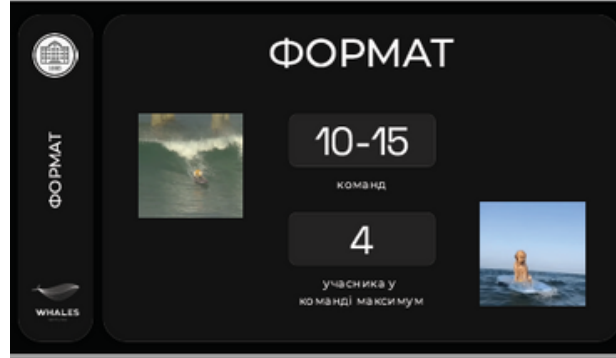 ФОРМАТ
ФОРМАТ
10-15
команд
4
учасника у
команді максимум
WHALES